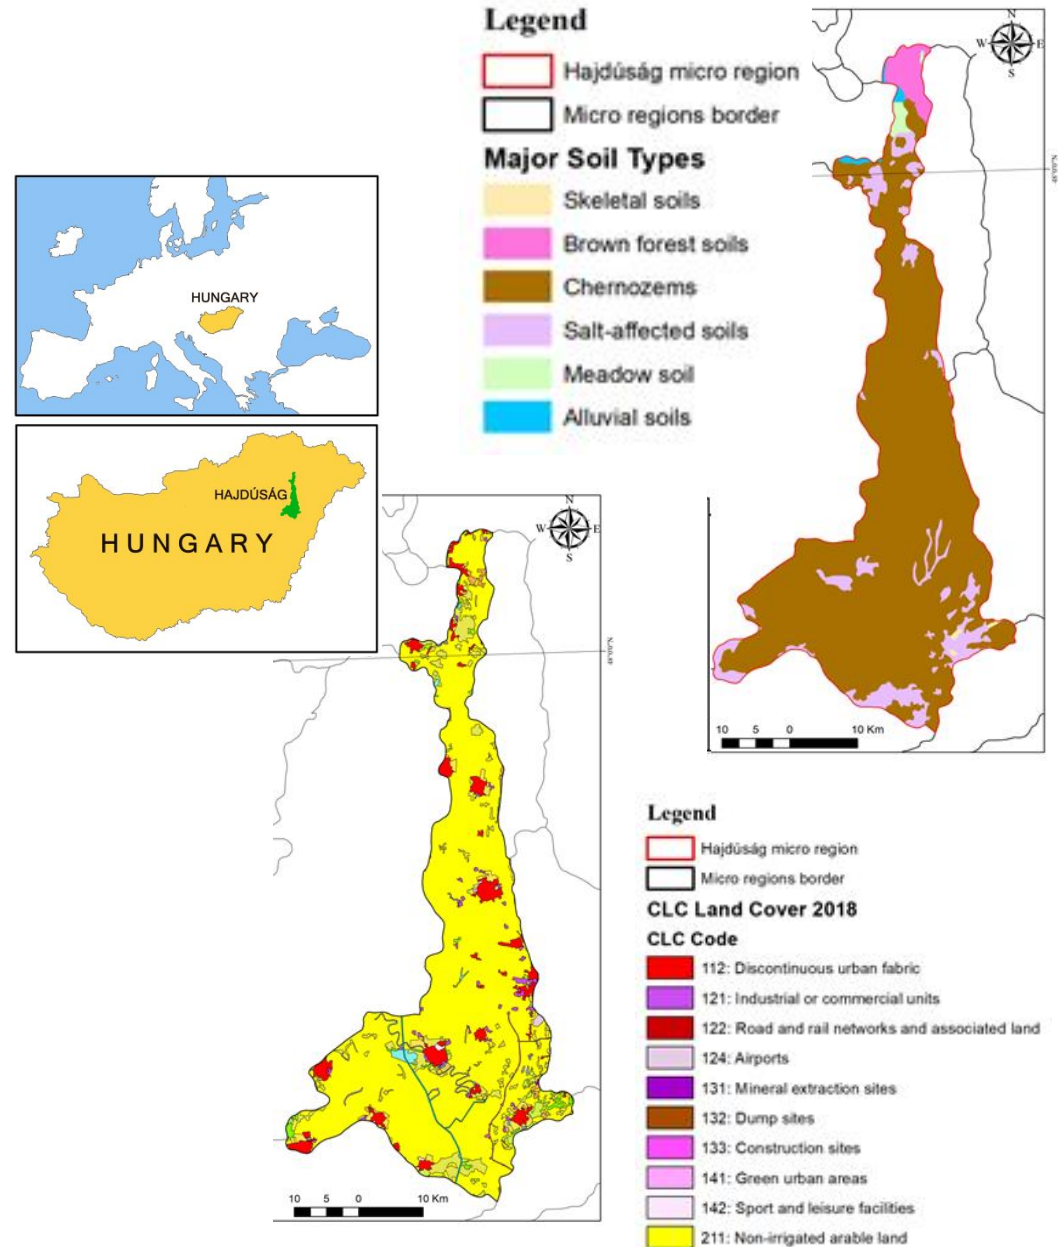 Legend
Hajdúság micro region
Micro regions border
Major Soil Types
Skeletal soils
Brown forest soils
Chernozems
Salt-affected soils
Meadow soil
Alluvial soils
N
W E
S
10 5 0 10 Km
HUNGARY
HAJDÚSÁG
HUNGARY
N
W E
S
10 5 0 10 Km
Legend
Hajdúság micro region
Micro regions border
CLC Land Cover 2018
CLC Code
112: Discontinuous urban fabric
121: Industrial or commercial units
122: Road and rail networks and associated land
124: Airports
131: Mineral extraction sites
132: Dump sites
133: Construction sites
141: Green urban areas
142: Sport and leisure facilities
211: Non-irrigated arable land